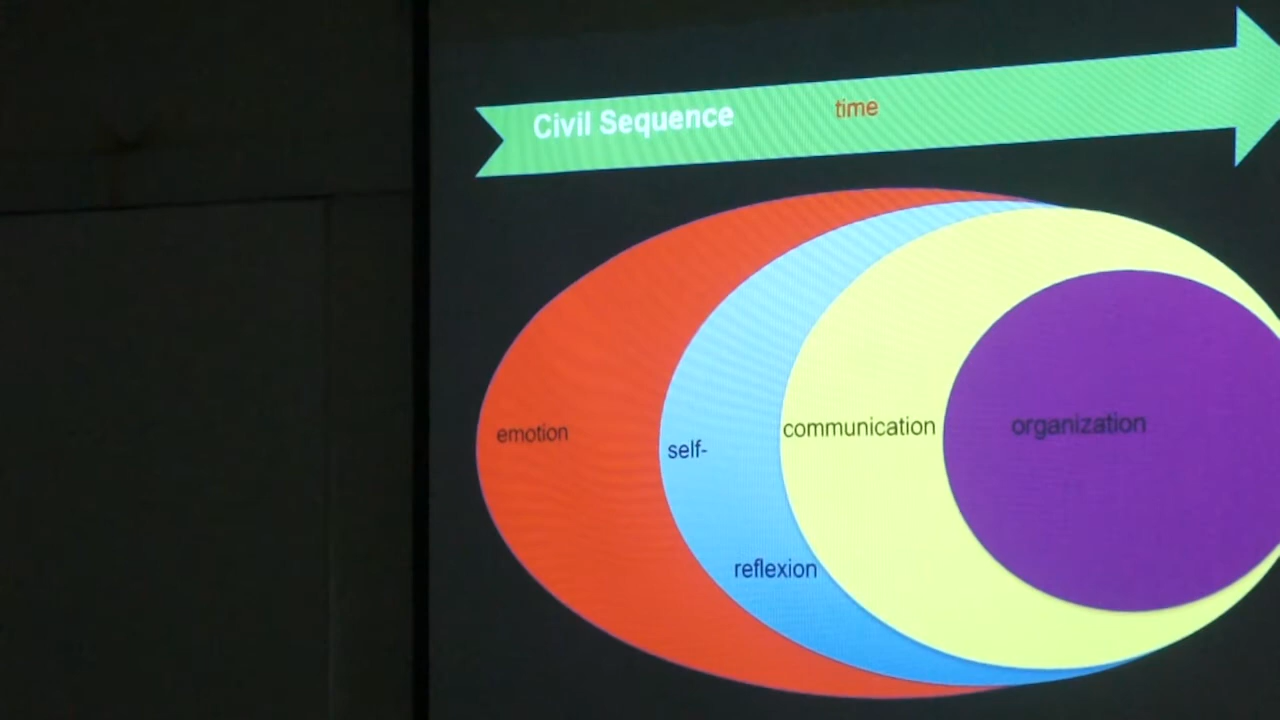 Civil Sequence time
emotion
self-
reflexion
communication
organization